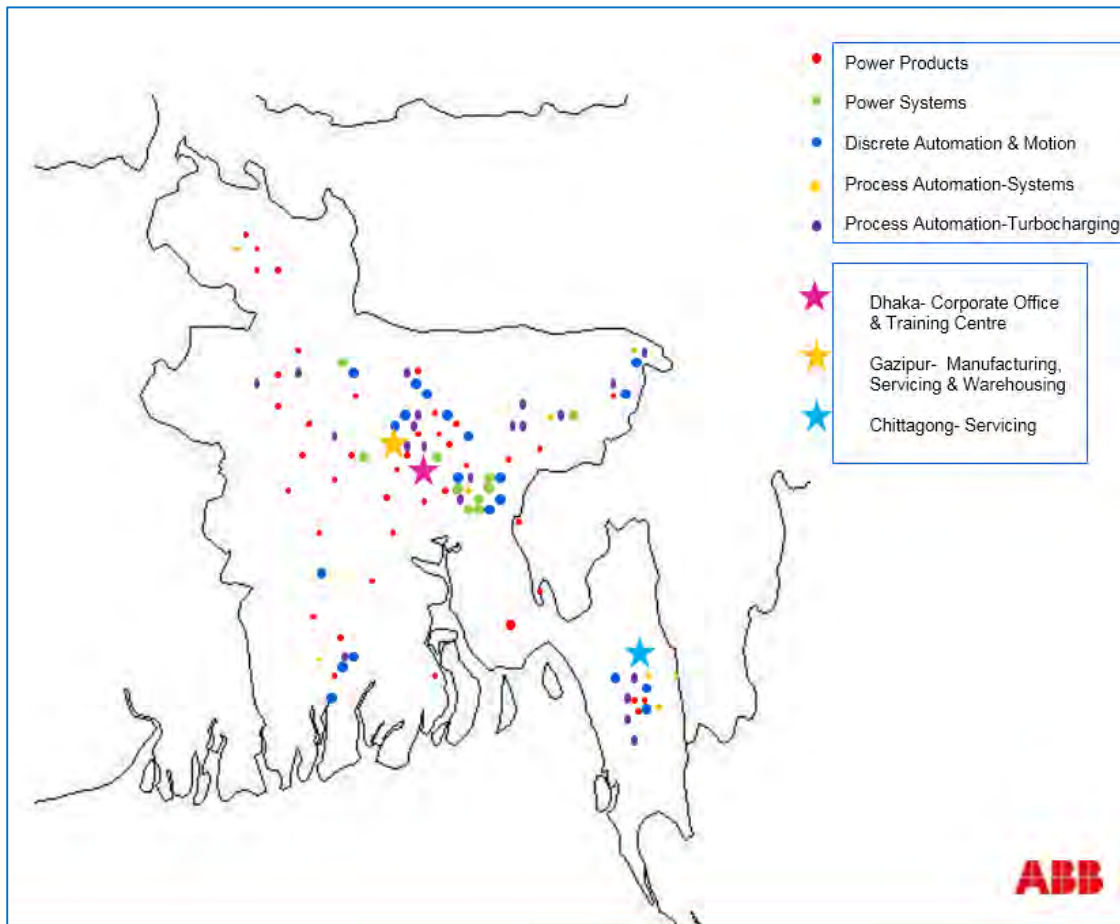 Power Products
Power Systems
Discrete Automation & Motion
Process Automation-Systems
Process Automation-Turbocharging
Dhaka- Corporate Office
& Training Centre
Gazipur- Manufacturing,
Servicing & Warehousing
Chittagong- Servicing
ABB